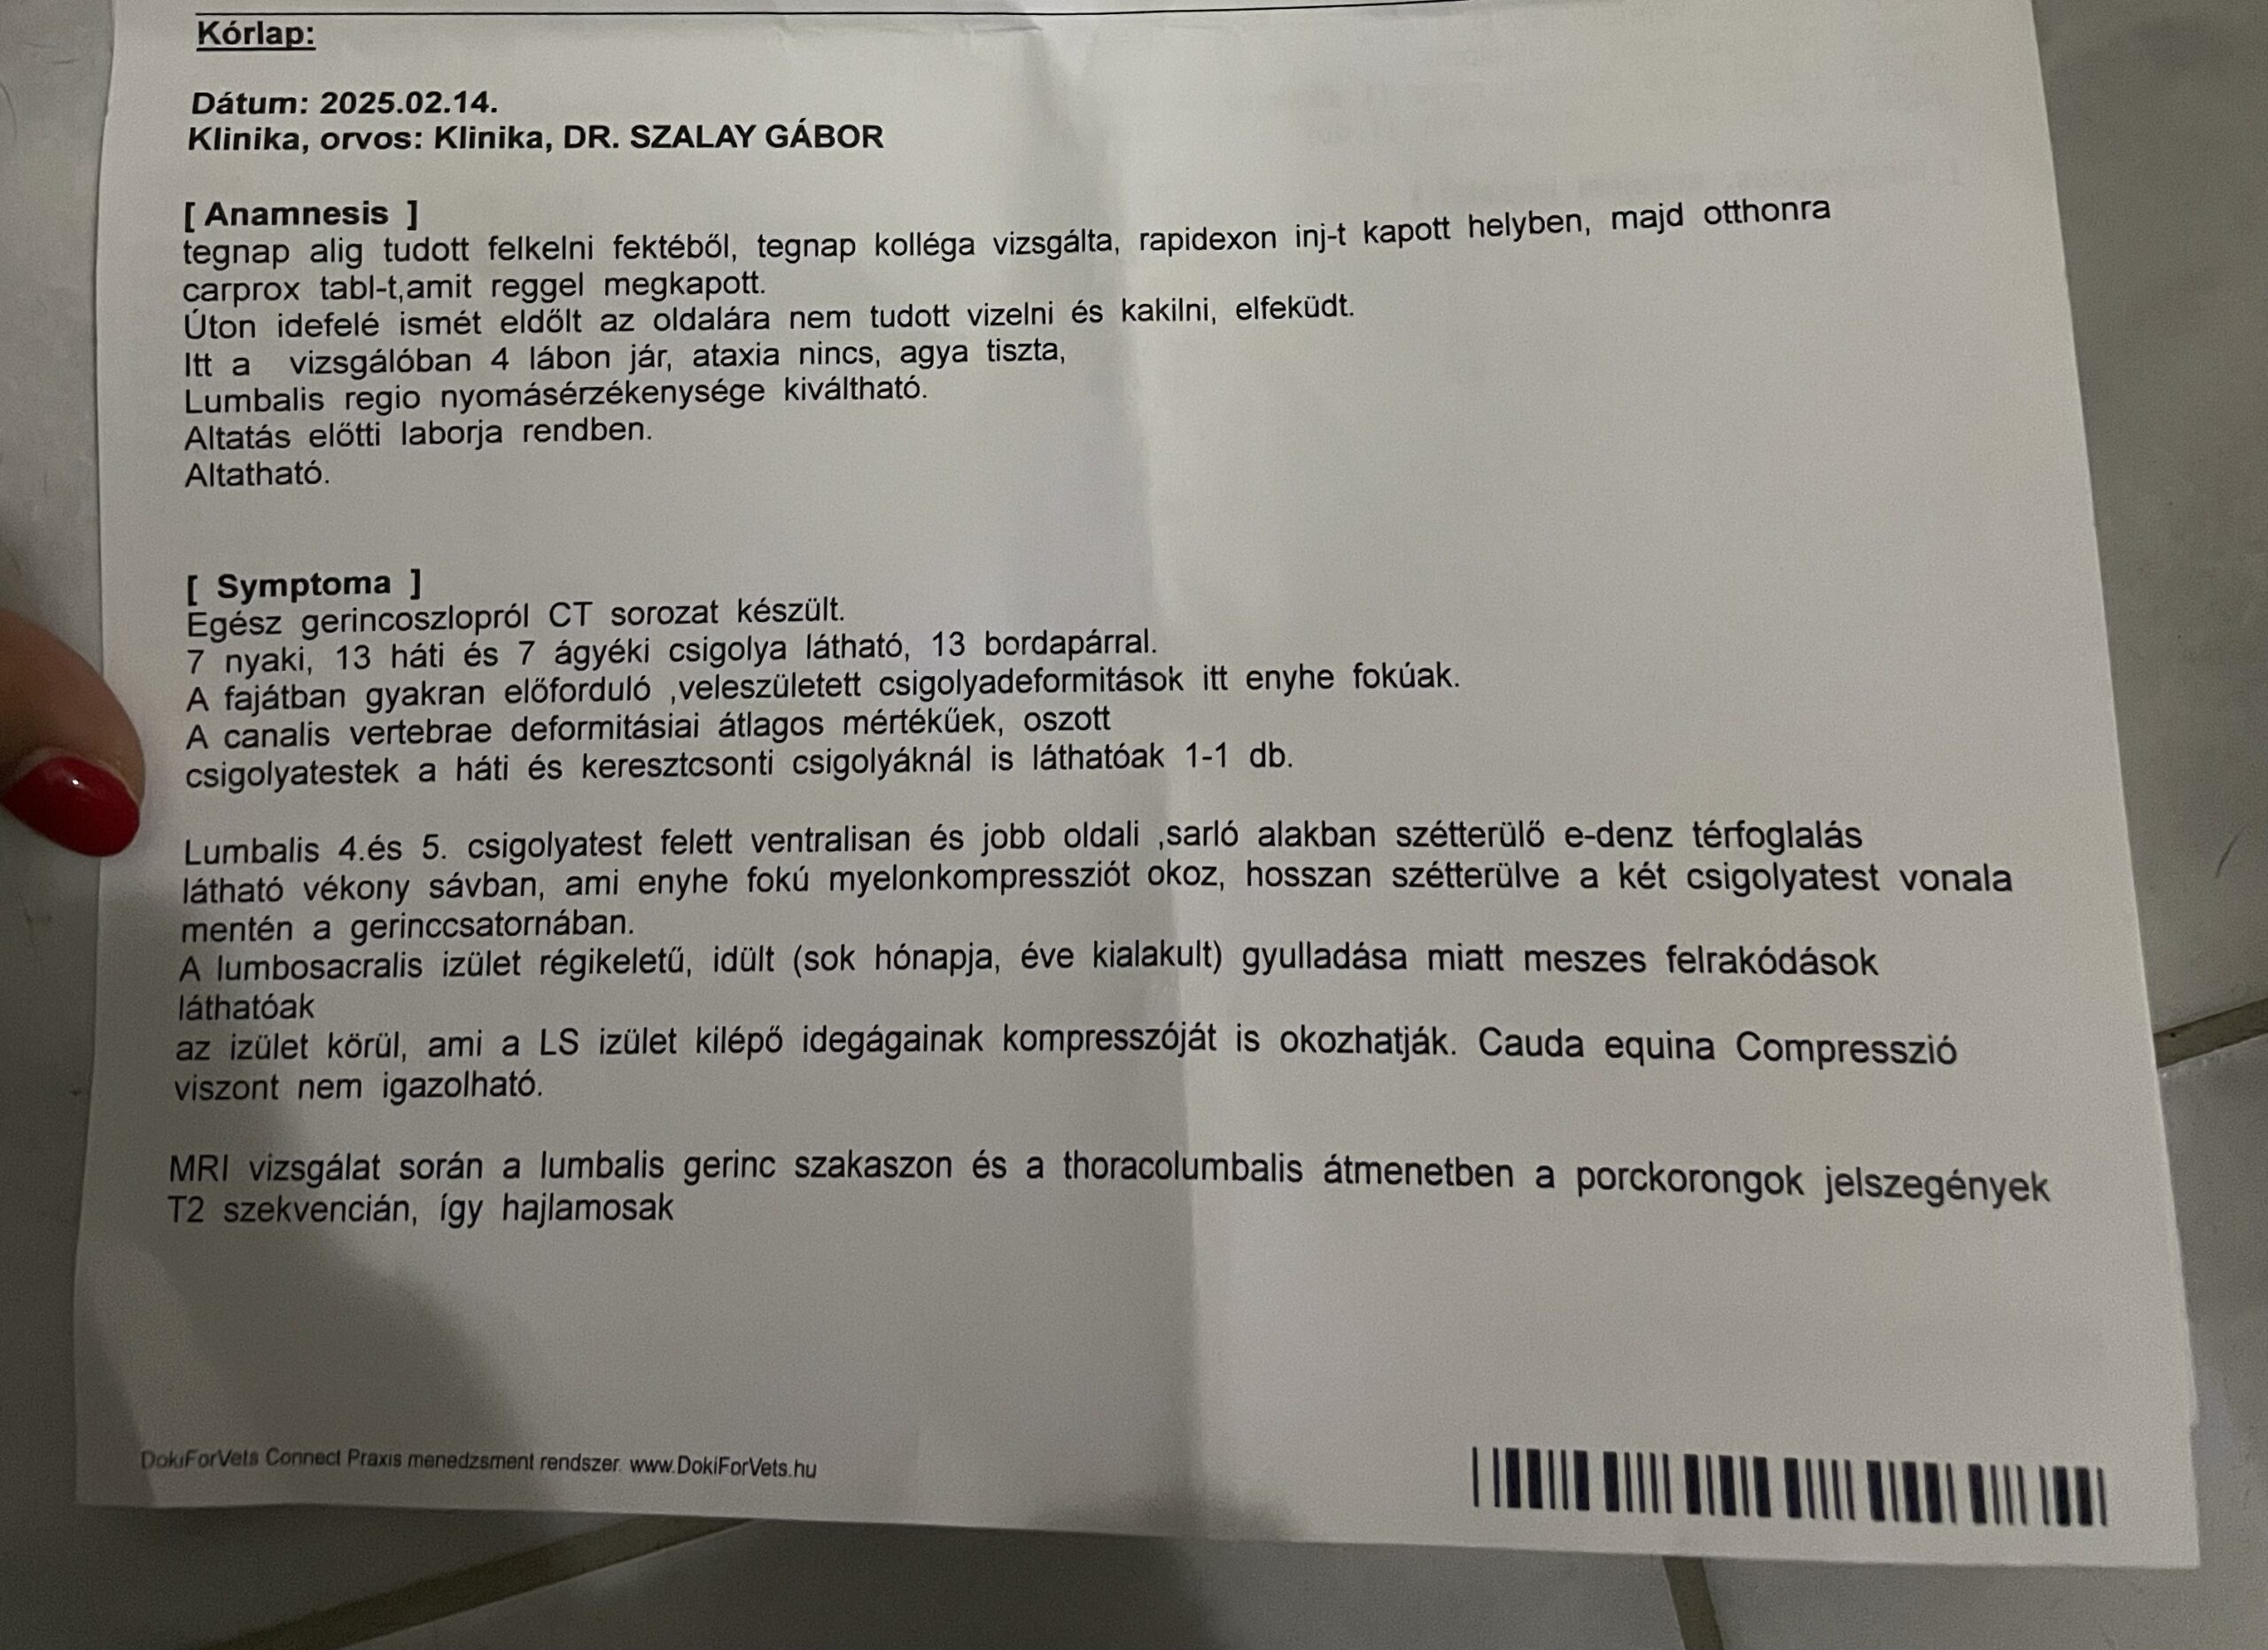 Kórlap:
Dátum: 2025.02.14.
Klinika, orvos: Klinika, DR. SZALAY GÁBOR
[ Anamnesis ]
tegnap alig tudott felkelni fektéből, tegnap kolléga vizsgálta, rapidexon inj-t kapott helyben, majd otthonra
carprox tabl-t,amit reggel megkapott.
Úton idefelé ismét eldőlt az oldalára nem tudott vizelni és kakilni, elfeküdt.
Itt a vizsgálóban 4 lábon jár, ataxia nincs, agya tiszta,
Lumbalis regio nyomásérzékenysége kiváltható.
Altatás előtti laborja rendben.
Altatható.
[ Symptoma ]
Egész gerincoszlopról CT sorozat készült.
7 nyaki, 13 háti és 7 ágyéki csigolya látható, 13 bordapárral.
A fajátban gyakran előforduló ,veleszületett csigolyadeformitások itt enyhe fokúak.
A canalis vertebrae deformitásiai átlagos mértékűek, oszott
csigolyatestek a háti és keresztcsonti csigolyáknál is láthatóak 1-1 db.
Lumbalis 4.és 5. csigolyatest felett ventralisan és jobb oldali ,sarló alakban szétterülő e-denz térfoglalás
látható vékony sávban, ami enyhe fokú myelonkompressziót okoz, hosszan szétterülve a két csigolyatest vonala
mentén a gerinccsatornában.
A lumbosacralis izület régikeletű, idült (sok hónapja, éve kialakult) gyulladása miatt meszes felrakódások
láthatóak
az izület körül, ami a LS izület kilépő idegágainak kompresszóját is okozhatják. Cauda equina Compresszió
viszont nem igazolható.
MRI vizsgálat során a lumbalis gerinc szakaszon és a thoracolumbalis átmenetben a porckorongok jelszegények
T2 szekvencián, így hajlamosak
DokiForVets Connect Praxis menedzsment rendszer. www.DokiForVets.hu